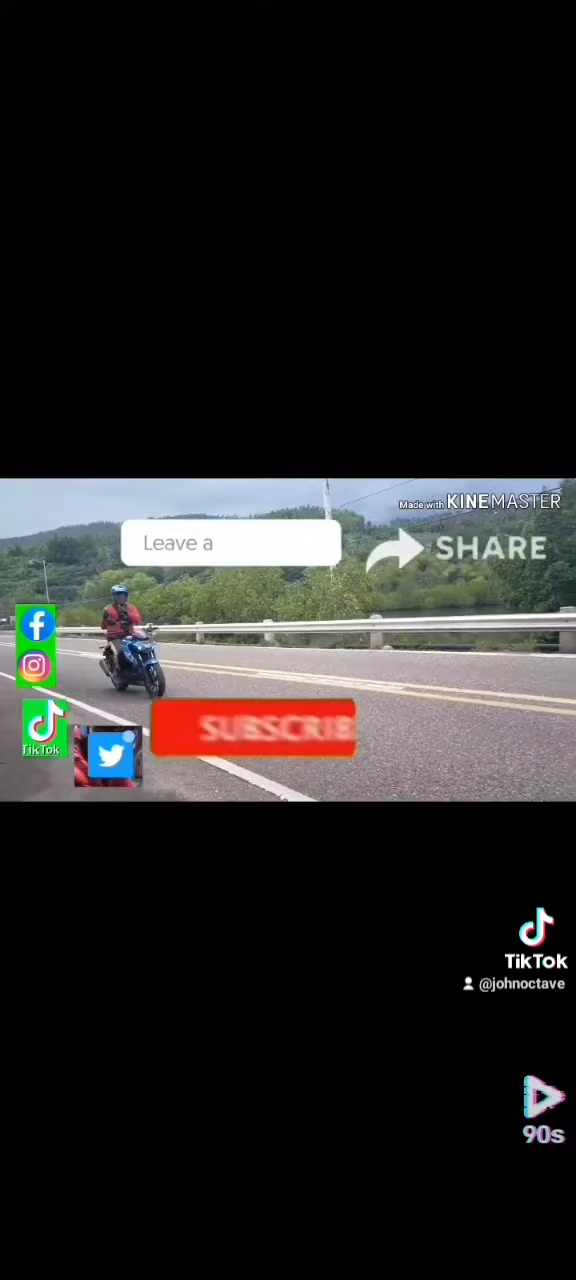 Made with KINEMASTER
Leave a
SHARE
SUBSCRIB
TikTok
TikTok
@johnoctave
90s